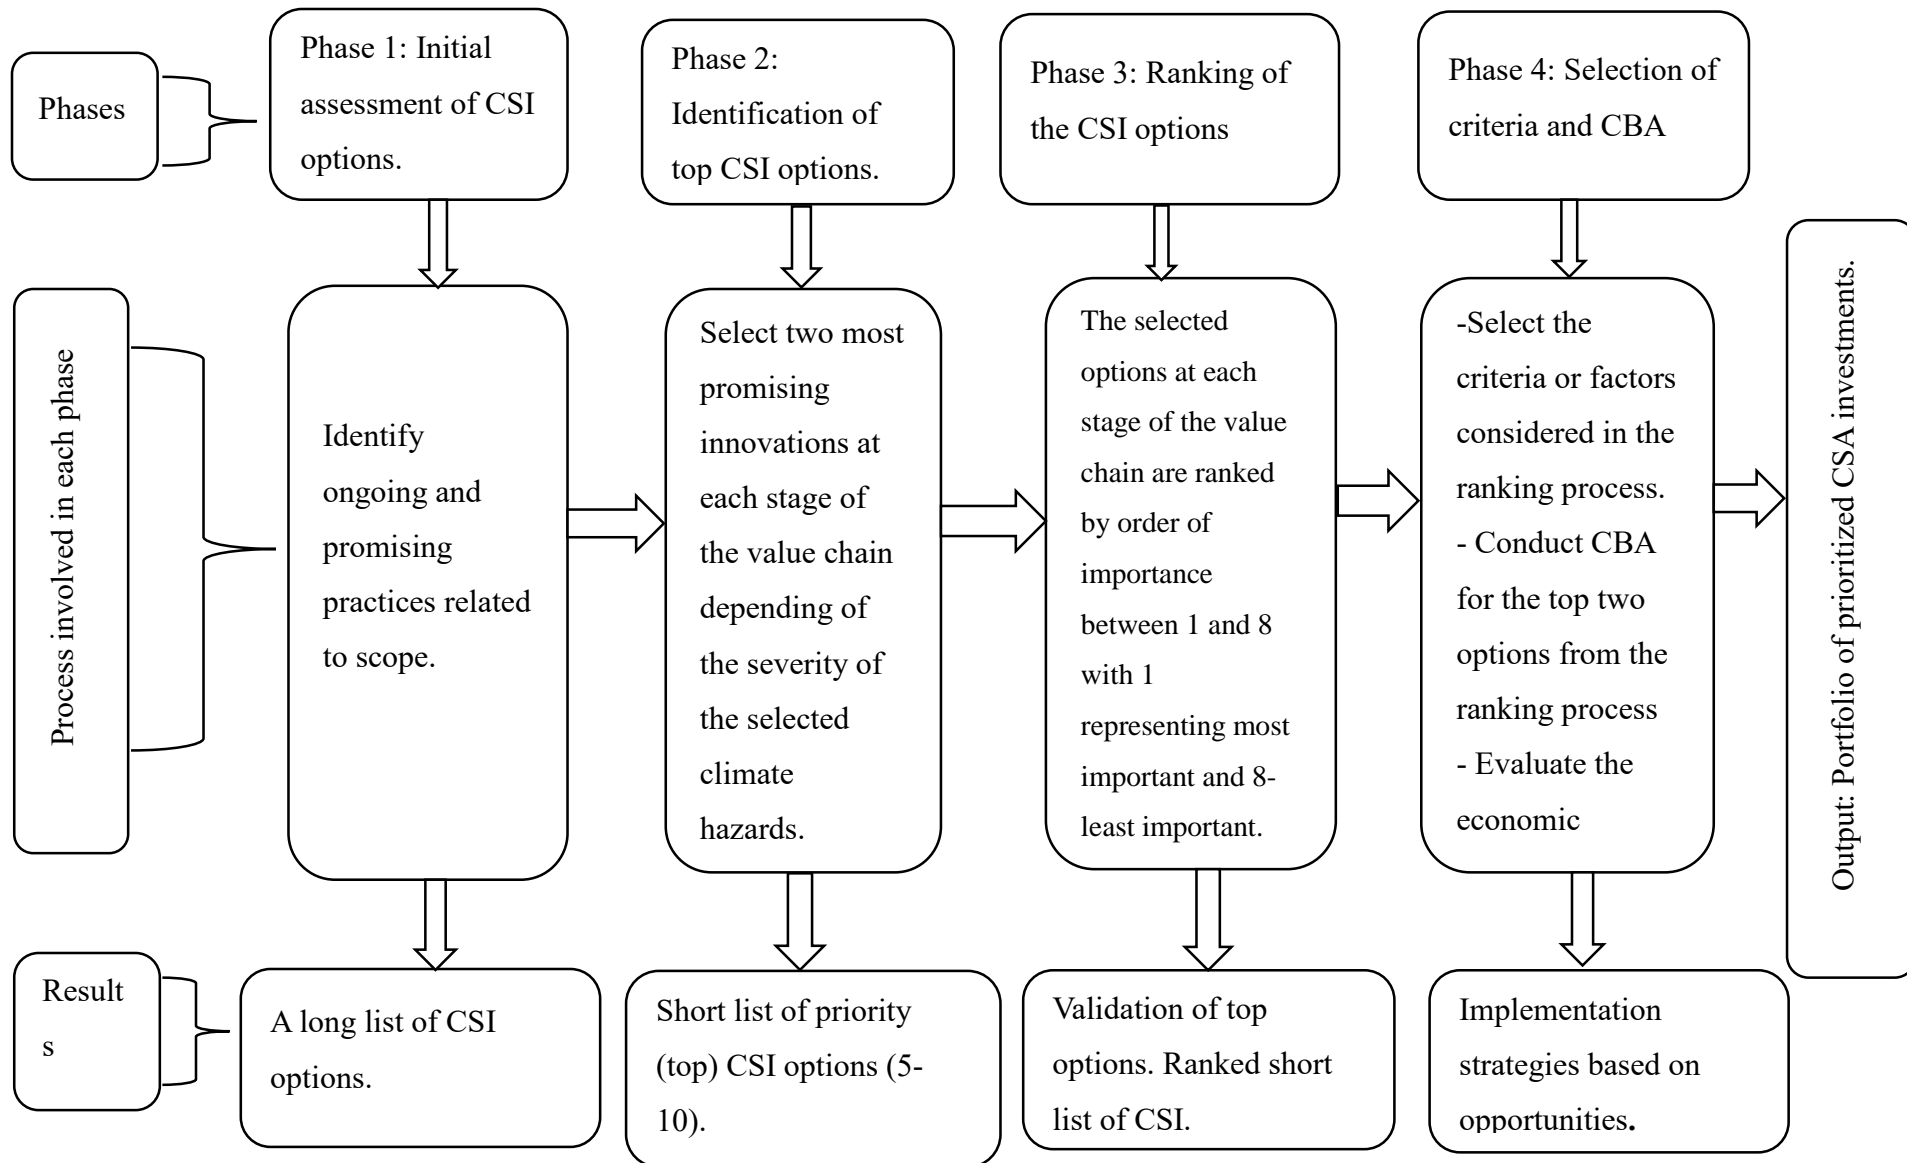 Phases
Phase 1: Initial
assessment of CSI
options.
Phase 2:
Identification of
top CSI options.
Phase 3: Ranking of
the CSI options
Phase 4: Selection of
criteria and CBA
Process involved in each phase
Identify
ongoing and
promising
practices related
to scope.
Select two most
promising
innovations at
each stage of
the value chain
depending of
the severity of
the selected
climate
hazards.
The selected
options at each
stage of the value
chain are ranked
by order of
importance
between 1 and 8
with 1
representing most
important and 8-
least important.
-Select the
criteria or factors
considered in the
ranking process.
- Conduct CBA
for the top two
options from the
ranking process
- Evaluate the
economic
Output: Portfolio of prioritized CSA investments.
Result
s
A long list of CSI
options.
Short list of priority
(top) CSI options (5-
10).
Validation of top
options. Ranked short
list of CSI.
Implementation
strategies based on
opportunities.